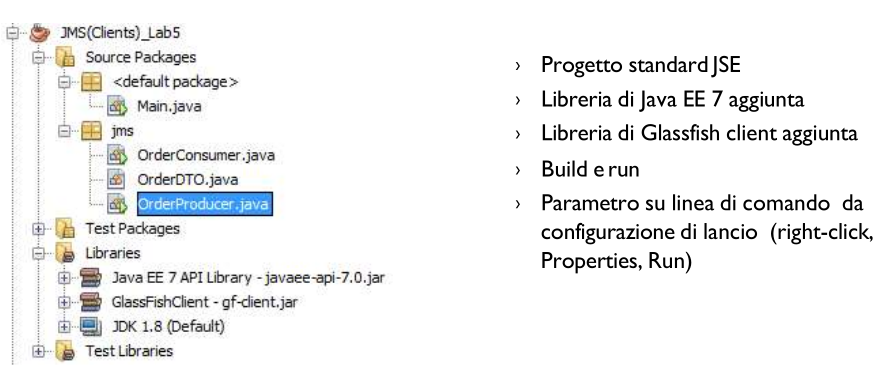 JMS(Clients)_Lab5
Source Packages
<default package>
Main.java
jms
OrderConsumer.java
OrderDTO.java
OrderProducer.java
Test Packages
Libraries
Java EE 7 API Library - javaee-api-7.0.jar
GlassFishClient - gf-client.jar
JDK 1.8 (Default)
Test Libraries
› Progetto standard JSE
› Libreria di Java EE 7 aggiunta
› Libreria di Glassfish client aggiunta
› Build e run
› Parametro su linea di comando da
configurazione di lancio (right-click,
Properties, Run)